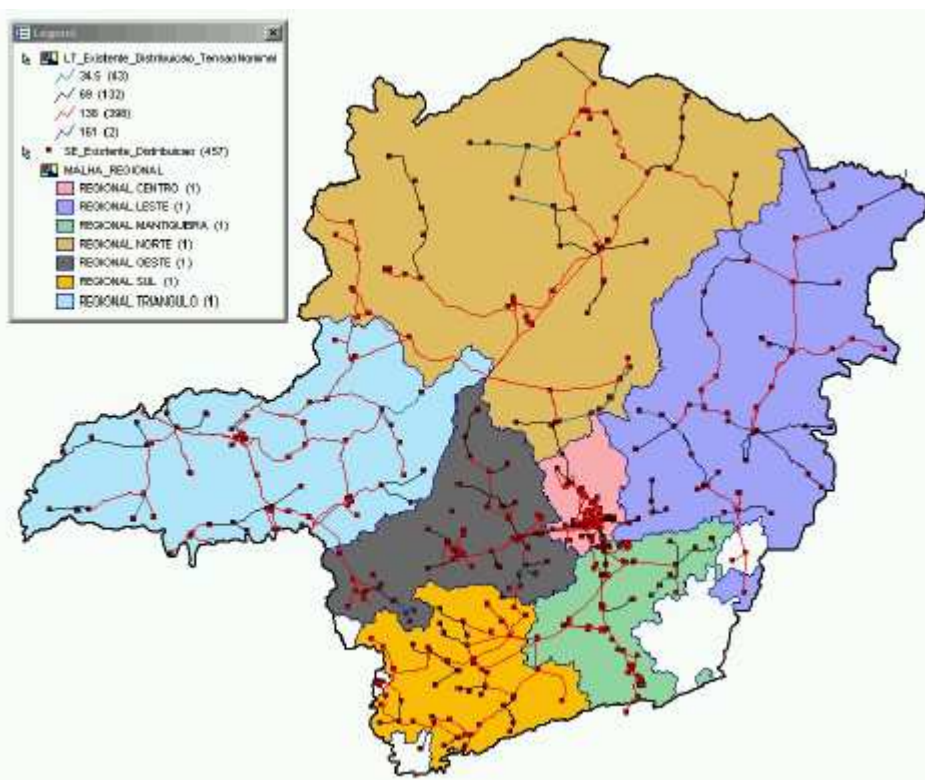 Legend
LT_Existente_Distribuicao_TensaoNominal
34.5 (43)
69 (132)
138 (398)
161 (2)
SE_Existente_Distribuicao (457)
MALHA_REGIONAL
REGIONAL CENTRO (1)
REGIONAL LESTE (1)
REGIONAL MANTIQUEIRA (1)
REGIONAL NORTE (1)
REGIONAL OESTE (1)
REGIONAL SUL (1)
REGIONAL TRIANGULO (1)